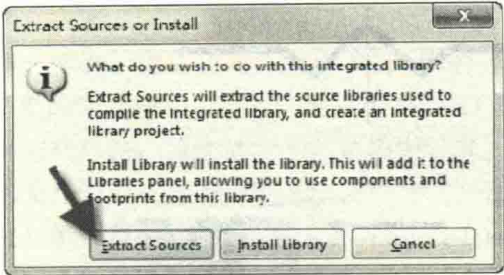 Extract Sources or Install
What do you wish to do with this integrated library?
Extract Sources will extract the source libraries used to
compile the integrated library, and create an integrated
library project.
Install Library will install the library. This will add it to the
Libraries panel, allowing you to use components and
footprints from this library.
Extract Sources
Install Library
Cancel